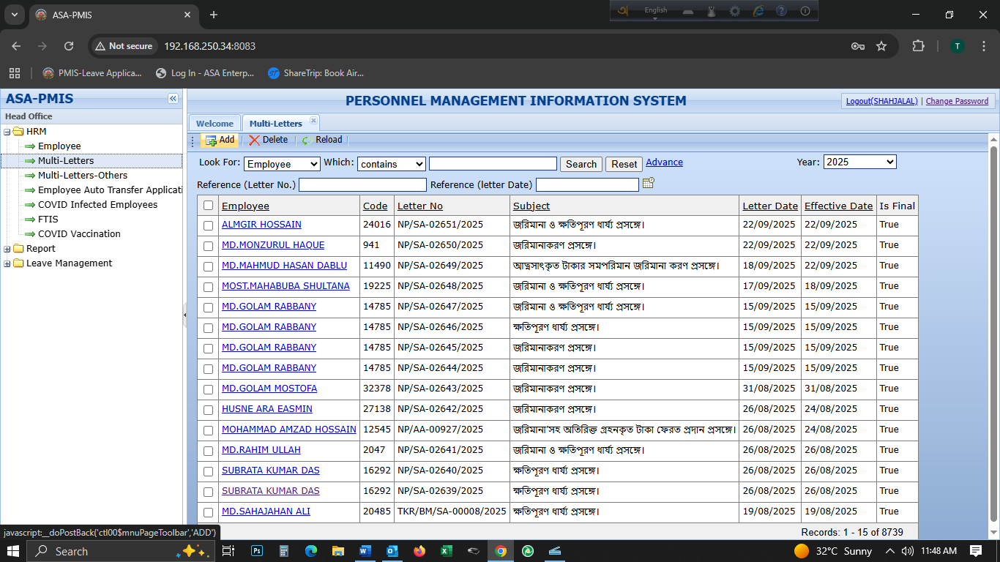 ASA-PMIS
English
Not secure 192.168.250.34:8083 T
PMIS-Leave Applica... Log In - ASA Enterp... ShareTrip: Book Air...
ASA-PMIS
PERSONNEL MANAGEMENT INFORMATION SYSTEM
Logout(SHAHJALAL) | Change Password
Head Office
HRM
Employee
Multi-Letters
Multi-Letters-Others
Employee Auto Transfer Applicati
COVID Infected Employees
FTIS
COVID Vaccination
Report
Leave Management
Welcome Multi-Letters
Add Delete Reload
Look For: Employee Which: contains Search Reset Advance Year: 2025
Reference (Letter No.) Reference (letter Date)
Employee Code Letter No Subject Letter Date Effective Date Is Final
ALMGIR HOSSAIN 24016 NP/SA-02651/2025 জরিমানা ও ক্ষতিপূরণ ধার্য্য প্রসঙ্গে। 22/09/2025 22/09/2025 True
MD.MONZURUL HAQUE 941 NP/SA-02650/2025 জরিমানাকরণ প্রসঙ্গে। 22/09/2025 22/09/2025 True
MD.MAHMUD HASAN DABLU 11490 NP/SA-02649/2025 আত্নসাৎকৃত টাকার সমপরিমান জরিমানা করণ প্রসঙ্গে। 18/09/2025 22/09/2025 True
MOST.MAHABUBA SHULTANA 19225 NP/SA-02648/2025 জরিমানা ও ক্ষতিপূরণ ধার্য্য প্রসঙ্গে। 17/09/2025 18/09/2025 True
MD.GOLAM RABBANY 14785 NP/SA-02647/2025 জরিমানা ও ক্ষতিপূরণ ধার্য্য প্রসঙ্গে। 15/09/2025 15/09/2025 True
MD.GOLAM RABBANY 14785 NP/SA-02646/2025 ক্ষতিপূরণ ধার্য্য প্রসঙ্গে। 15/09/2025 15/09/2025 True
MD.GOLAM RABBANY 14785 NP/SA-02645/2025 জরিমানাকরণ প্রসঙ্গে। 15/09/2025 15/09/2025 True
MD.GOLAM RABBANY 14785 NP/SA-02644/2025 জরিমানাকরণ প্রসঙ্গে। 15/09/2025 15/09/2025 True
MD.GOLAM MOSTOFA 32378 NP/SA-02643/2025 জরিমানাকরণ প্রসঙ্গে। 31/08/2025 31/08/2025 True
HUSNE ARA EASMIN 27138 NP/SA-02642/2025 জরিমানাকরণ প্রসঙ্গে। 26/08/2025 24/08/2025 True
MOHAMMAD AMZAD HOSSAIN 12545 NP/AA-00927/2025 জরিমানা'সহ অতিরিক্ত গ্রহনকৃত টাকা ফেরত প্রদান প্রসঙ্গে। 26/08/2025 24/08/2025 True
MD.RAHIM ULLAH 2047 NP/SA-02641/2025 জরিমানা ও ক্ষতিপূরণ ধার্য্য প্রসঙ্গে। 26/08/2025 26/08/2025 True
SUBRATA KUMAR DAS 16292 NP/SA-02640/2025 ক্ষতিপূরণ ধার্য্য প্রসঙ্গে। 26/08/2025 26/08/2025 True
SUBRATA KUMAR DAS 16292 NP/SA-02639/2025 ক্ষতিপূরণ ধার্য্য প্রসঙ্গে। 26/08/2025 26/08/2025 True
MD.SAHAJAHAN ALI 20485 TKR/BM/SA-00008/2025 ক্ষতিপূরণ ধার্য্য প্রসঙ্গে। 19/08/2025 19/08/2025 True
Records: 1 - 15 of 8739
javascript:__doPostBack('ctl00$mnuPageToolbar','ADD')
Search 32°C Sunny 11:48 AM